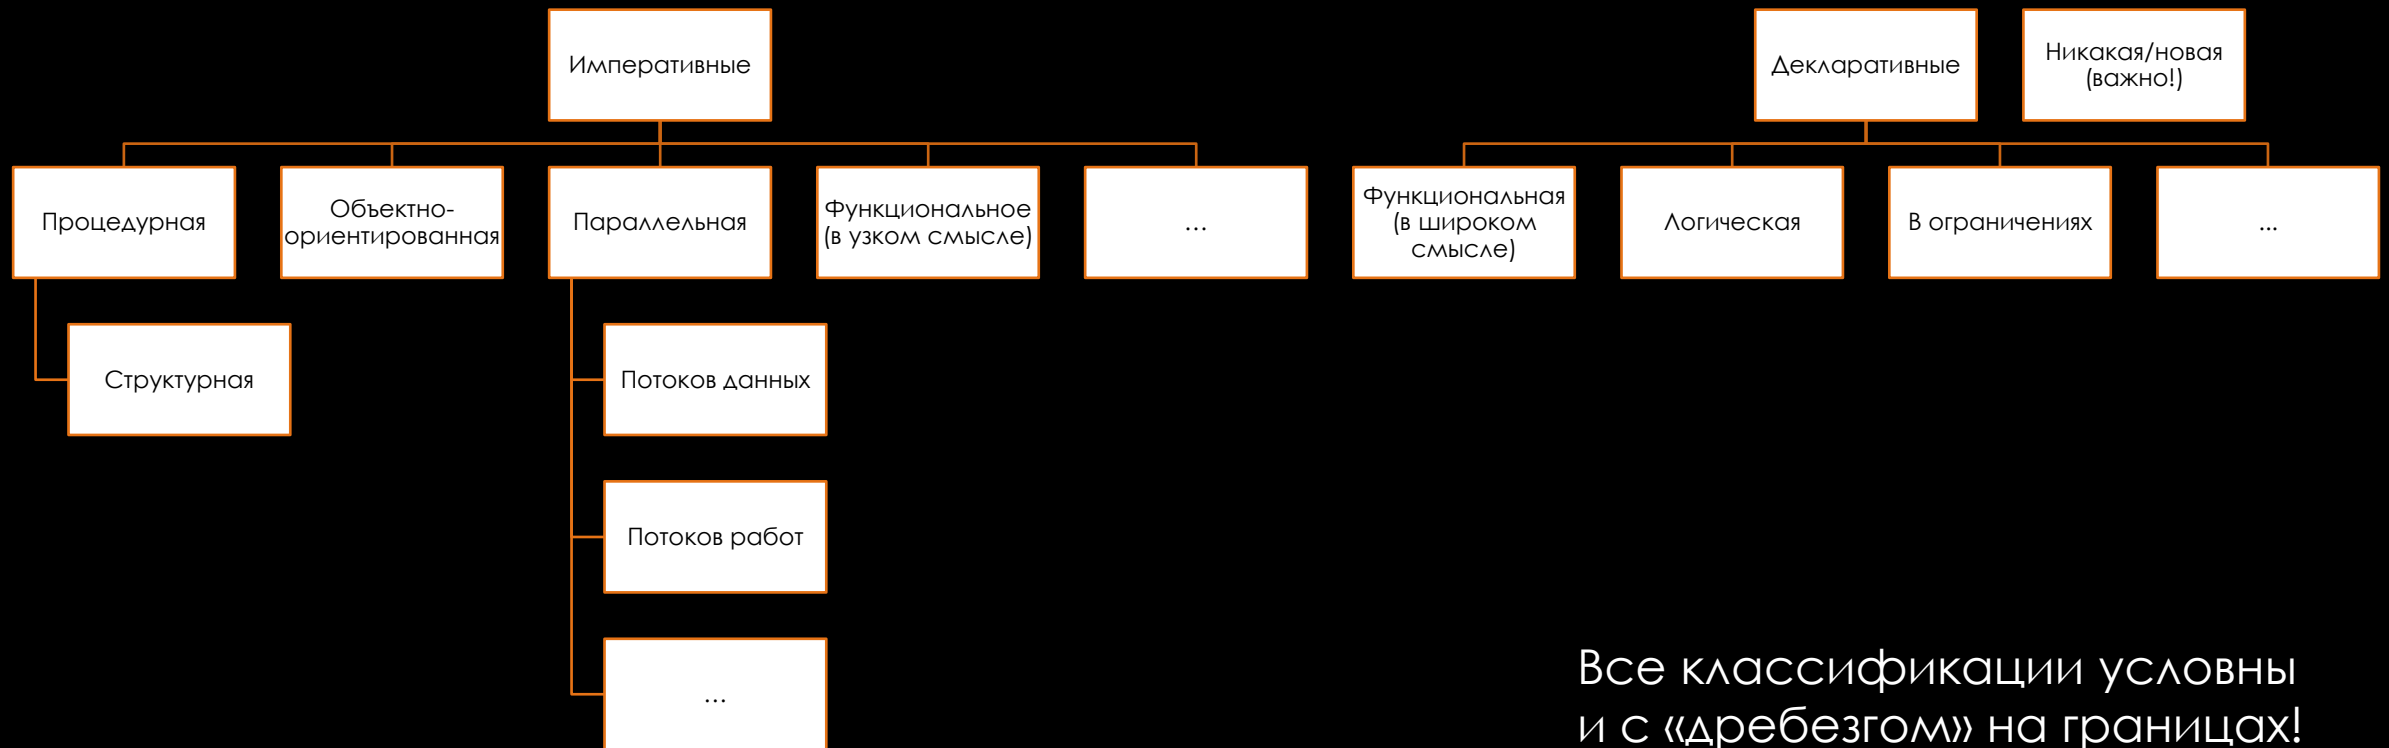 Императивные
Декларативные
Никакая/новая
(важно!)
Процедурная
Объектно-
ориентированная
Параллельная
Функциональное
(в узком смысле)
...
Функциональная
(в широком
смысле)
Логическая
В ограничениях
...
Структурная
Потоков данных
Потоков работ
...
Все классификации условны
и с «дребезгом» на границах!